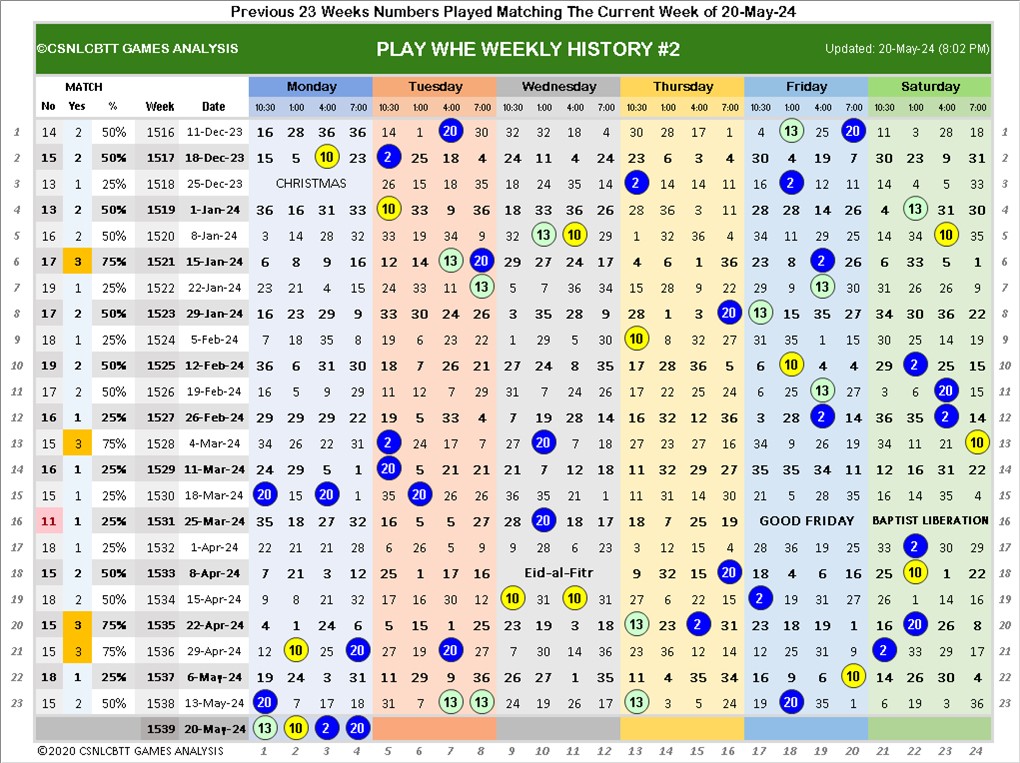 Previous 23 Weeks Numbers Played Matching The Current Week of 20-May-24
©CSNLCBTT GAMES ANALYSIS PLAY WHE WEEKLY HISTORY #2 Updated: 20-May-24 (8:02 PM)
MATCH Monday Tuesday Wednesday Thursday Friday Saturday
No Yes % Week Date 10:30 1:00 4:00 7:00 10:30 1:00 4:00 7:00 10:30 1:00 4:00 7:00 10:30 1:00 4:00 7:00 10:30 1:00 4:00 7:00 10:30 1:00 4:00 7:00
1 14 2 50% 1516 11-Dec-23 16 28 36 36 14 1 20 30 32 32 18 4 30 28 17 1 4 13 25 20 11 3 28 18 1
2 15 2 50% 1517 18-Dec-23 15 5 10 23 2 25 18 4 24 11 4 24 23 6 3 4 30 4 19 7 30 23 9 31 2
3 13 1 25% 1518 25-Dec-23 CHRISTMAS 26 15 18 35 18 24 35 14 2 14 14 11 16 2 12 11 14 4 5 33 3
4 13 2 50% 1519 1-Jan-24 36 16 31 33 10 33 9 36 18 33 36 26 28 36 3 11 28 28 14 26 4 13 31 30 4
5 16 2 50% 1520 8-Jan-24 3 14 28 32 33 19 34 9 32 13 10 29 1 32 36 4 34 11 29 25 14 34 10 35 5
6 17 3 75% 1521 15-Jan-24 6 8 9 16 12 14 13 20 29 27 24 17 4 6 1 36 23 8 2 26 6 33 5 1 6
7 19 1 25% 1522 22-Jan-24 23 21 4 15 24 33 11 13 5 7 36 34 15 28 9 22 29 9 13 30 31 26 26 9 7
8 17 2 50% 1523 29-Jan-24 16 23 29 9 33 30 24 26 3 35 28 9 28 1 3 20 13 15 35 27 34 30 36 22 8
9 18 1 25% 1524 5-Feb-24 7 18 35 8 19 6 23 22 1 29 5 30 10 8 32 27 31 35 1 15 30 25 14 19 9
10 19 2 50% 1525 12-Feb-24 36 6 31 30 18 7 26 21 27 24 8 35 17 28 36 5 6 10 4 4 29 2 25 15 10
11 17 2 50% 1526 19-Feb-24 16 5 9 29 11 12 7 29 31 7 24 26 17 22 25 24 6 25 13 27 3 6 20 15 11
12 16 1 25% 1527 26-Feb-24 29 29 29 22 19 5 33 4 7 19 28 14 16 32 12 36 3 28 2 14 36 35 2 14 12
13 15 3 75% 1528 4-Mar-24 34 26 22 31 2 24 17 7 27 20 7 18 27 23 27 16 34 9 26 19 34 11 21 10 13
14 16 1 25% 1529 11-Mar-24 24 29 5 1 20 5 21 21 21 7 12 18 11 32 29 27 35 35 34 11 12 16 31 22 14
15 15 1 25% 1530 18-Mar-24 20 15 20 1 35 20 26 26 36 35 21 1 11 31 14 30 21 5 28 35 16 14 35 4 15
16 11 1 25% 1531 25-Mar-24 35 18 27 32 16 5 5 27 28 20 18 17 18 7 25 19 GOOD FRIDAY BAPTIST LIBERATION 16
17 18 1 25% 1532 1-Apr-24 22 21 21 28 6 26 5 9 9 28 6 23 3 12 15 4 28 36 19 25 33 2 30 29 17
18 15 2 50% 1533 8-Apr-24 7 21 3 12 25 1 17 16 Eid-al-Fitr 9 32 15 20 18 4 6 16 25 10 1 22 18
19 18 2 50% 1534 15-Apr-24 9 8 21 32 17 16 30 12 10 31 10 31 27 6 22 15 2 19 31 27 26 1 14 16 19
20 15 3 75% 1535 22-Apr-24 4 1 24 6 5 15 1 25 23 19 3 18 13 23 2 31 23 18 19 1 16 20 26 8 20
21 15 3 75% 1536 29-Apr-24 12 10 25 20 27 19 20 27 7 30 14 36 23 36 12 14 12 25 31 9 2 33 29 17 21
22 18 1 25% 1537 6-May-24 19 24 3 31 11 29 9 36 26 27 1 35 11 4 35 34 16 9 6 10 14 26 30 4 22
23 15 2 50% 1538 13-May-24 20 18 17 18 31 7 13 13 24 19 26 17 13 3 5 24 19 20 35 1 6 19 3 36 23
1539 20-May-24 13 10 2 20
©2020 CSNLCBTT GAMES ANALYSIS 1 2 3 4 5 6 7 8 9 10 11 12 13 14 15 16 17 18 19 20 21 22 23 24